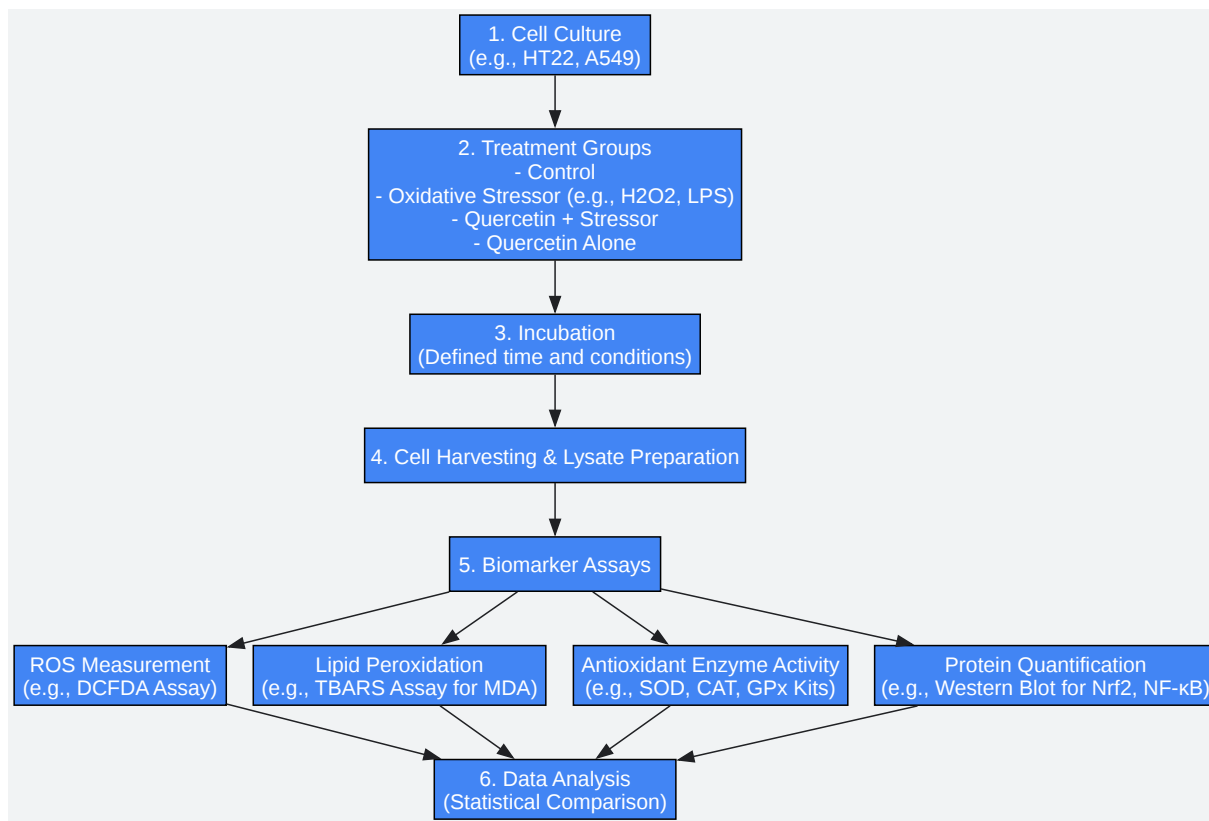 1. Cell Culture
(e.g., HT22, A549)
2. Treatment Groups
- Control
- Oxidative Stressor (e.g., H2O2, LPS)
- Quercetin + Stressor
- Quercetin Alone
3. Incubation
(Defined time and conditions)
4. Cell Harvesting & Lysate Preparation
5. Biomarker Assays
ROS Measurement
(e.g., DCFDA Assay)
Lipid Peroxidation
(e.g., TBARS Assay for MDA)
Antioxidant Enzyme Activity
(e.g., SOD, CAT, GPx Kits)
Protein Quantification
(e.g., Western Blot for Nrf2, NF-κB)
6. Data Analysis
(Statistical Comparison)